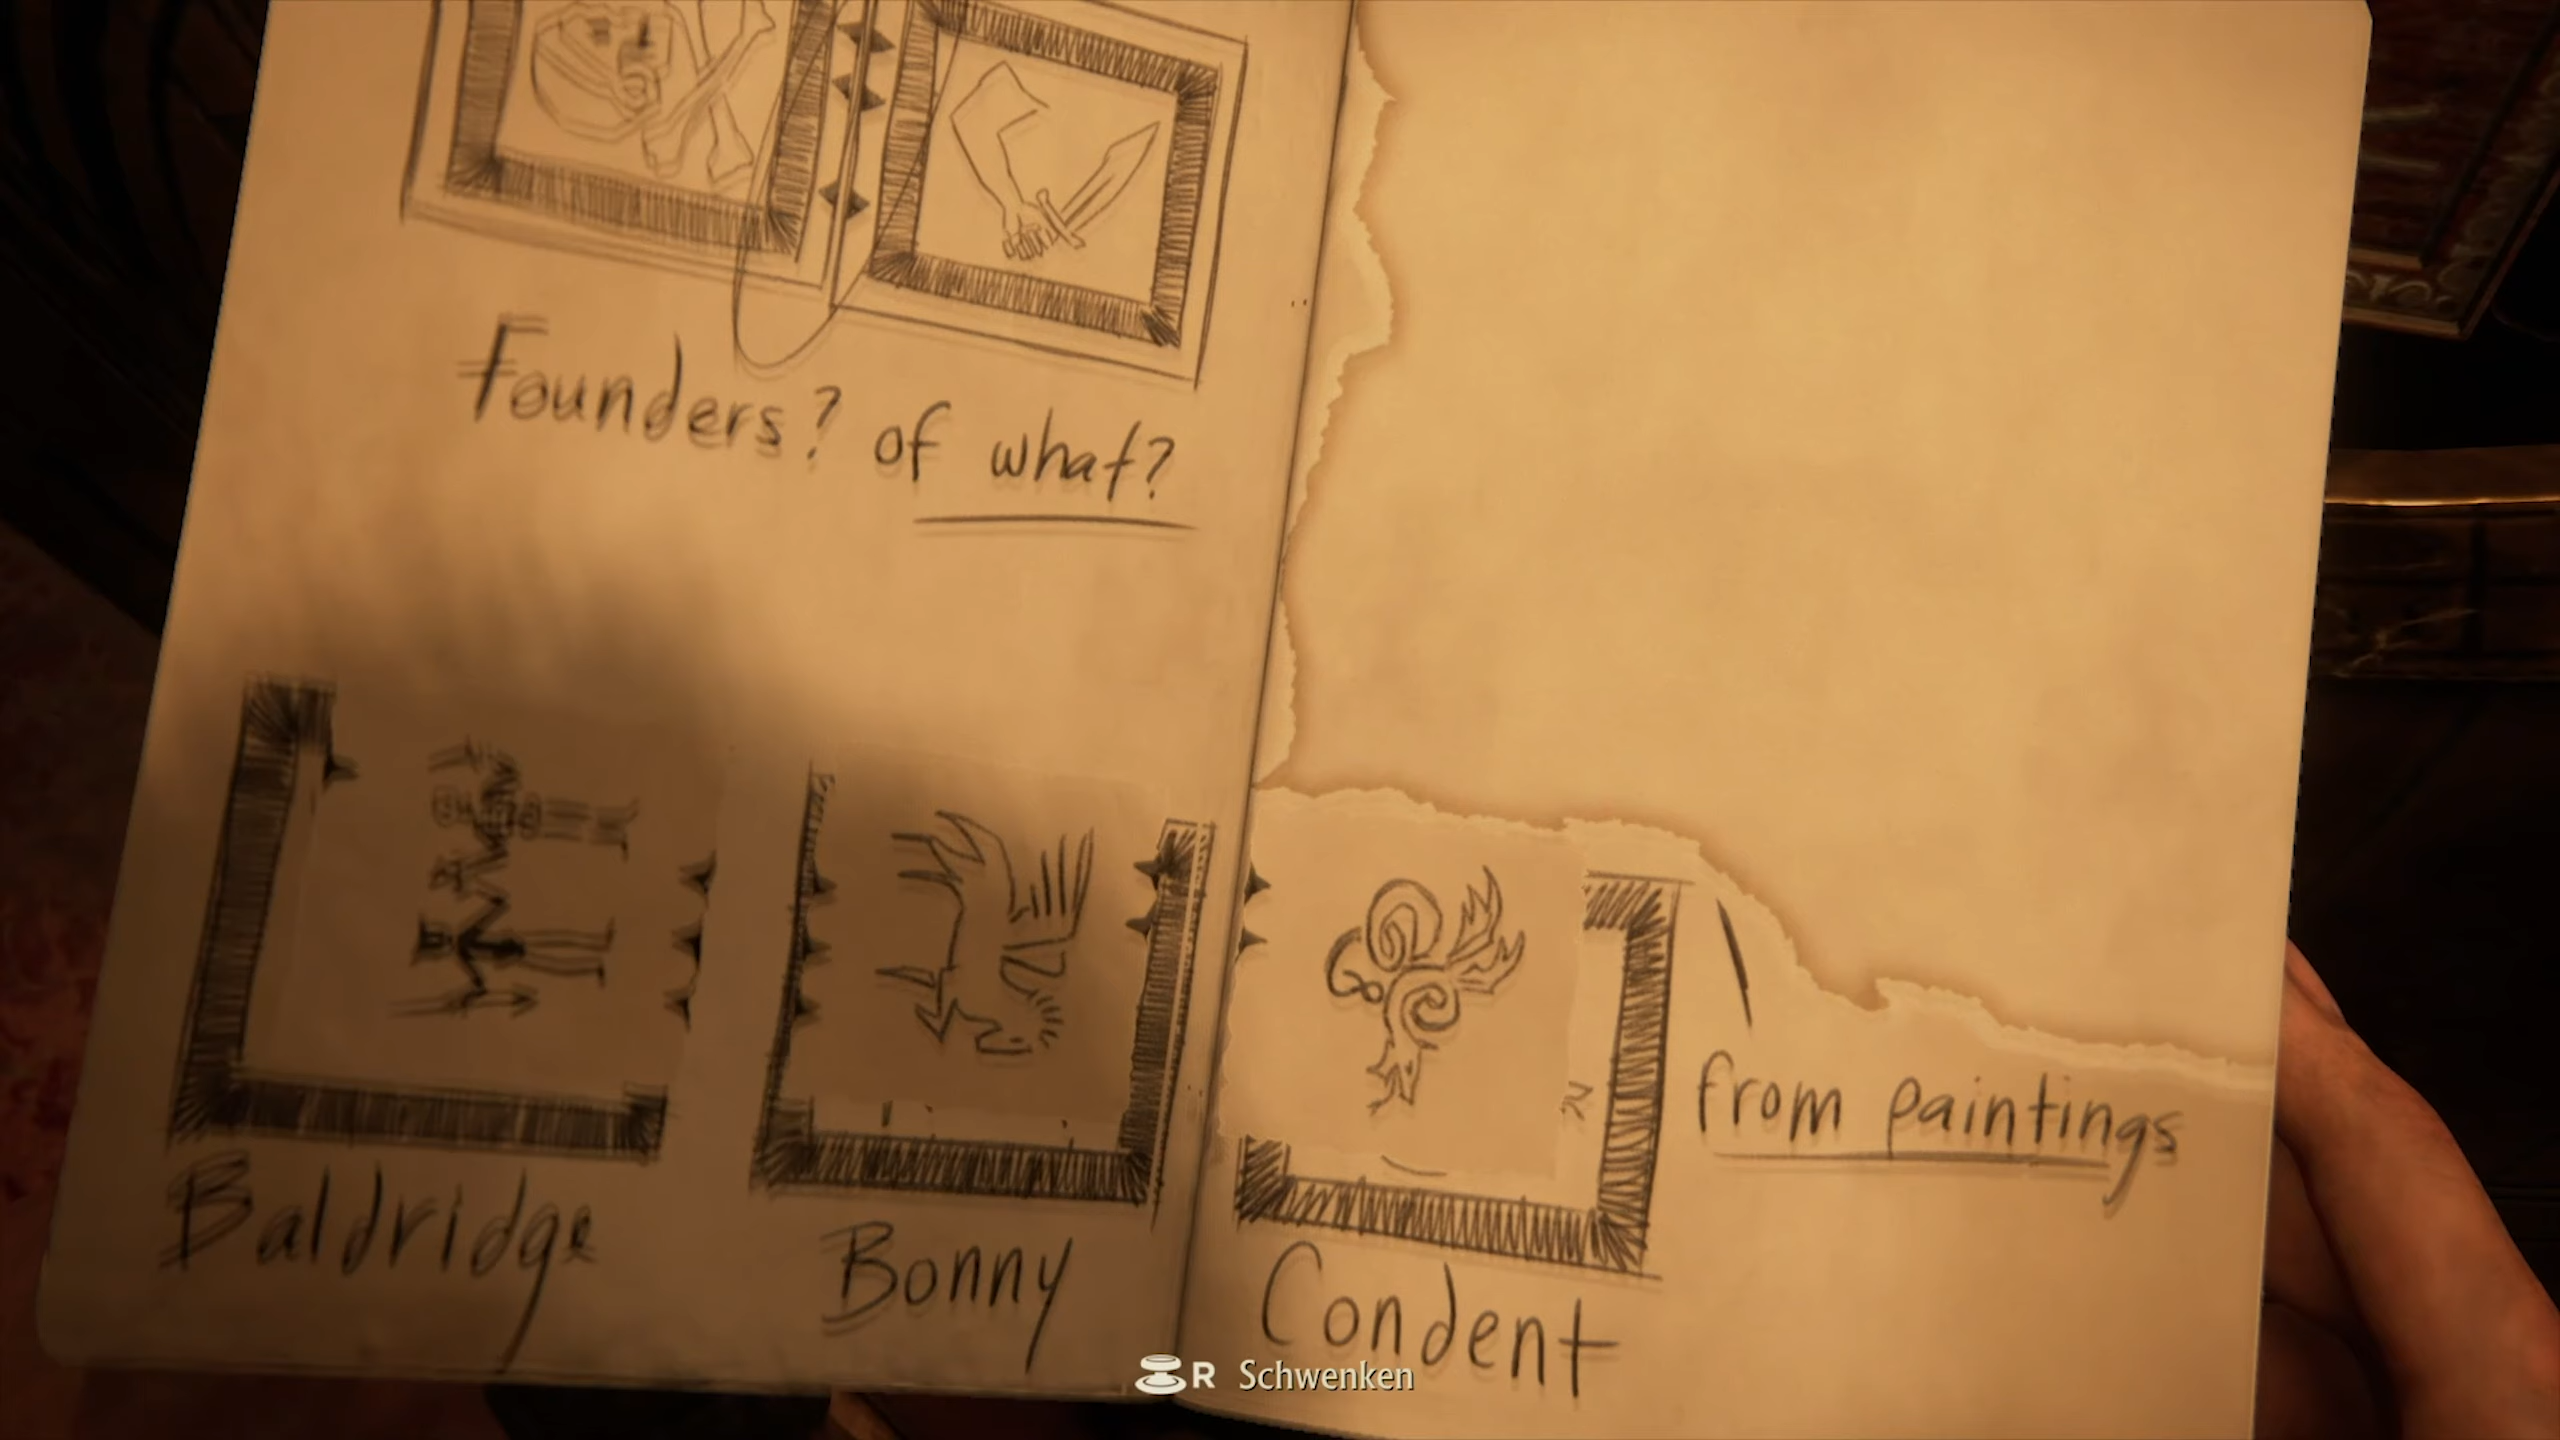 Founders? of what?
from paintings
Baldridge
Bonny
Condent
R Schwenken